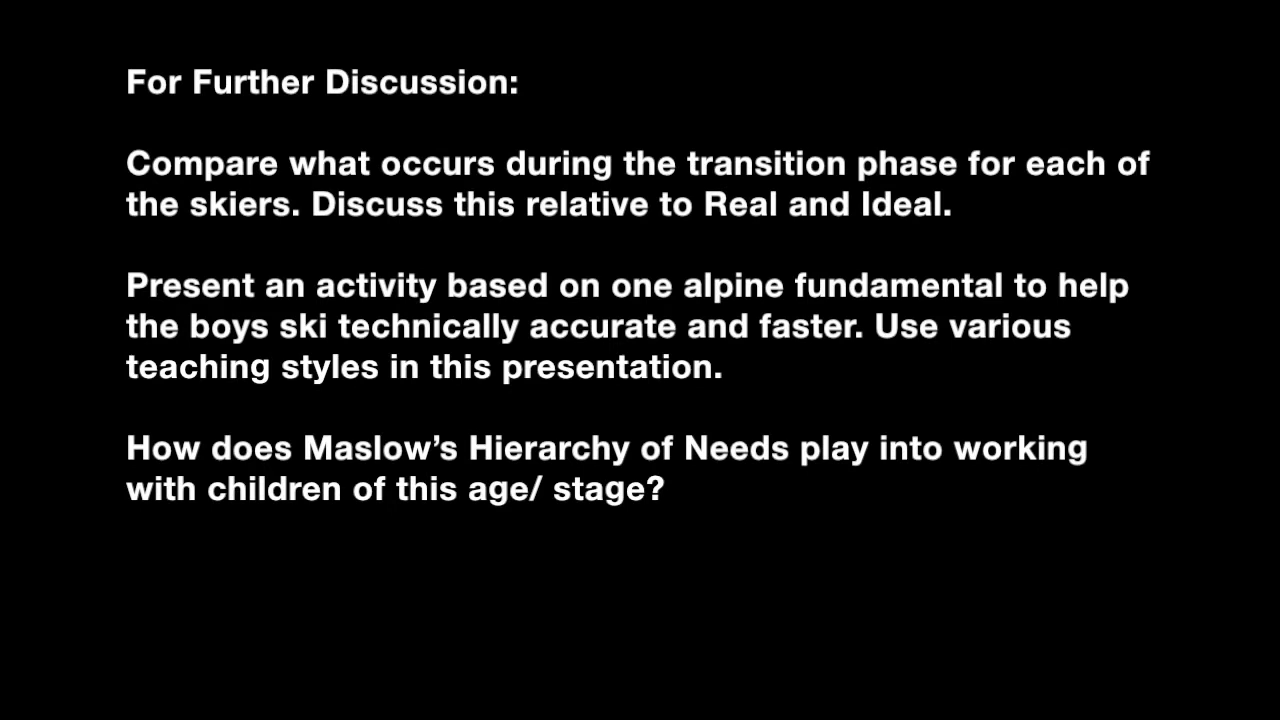 For Further Discussion:
Compare what occurs during the transition phase for each of
the skiers. Discuss this relative to Real and Ideal.
Present an activity based on one alpine fundamental to help
the boys ski technically accurate and faster. Use various
teaching styles in this presentation.
How does Maslow’s Hierarchy of Needs play into working
with children of this age/ stage?